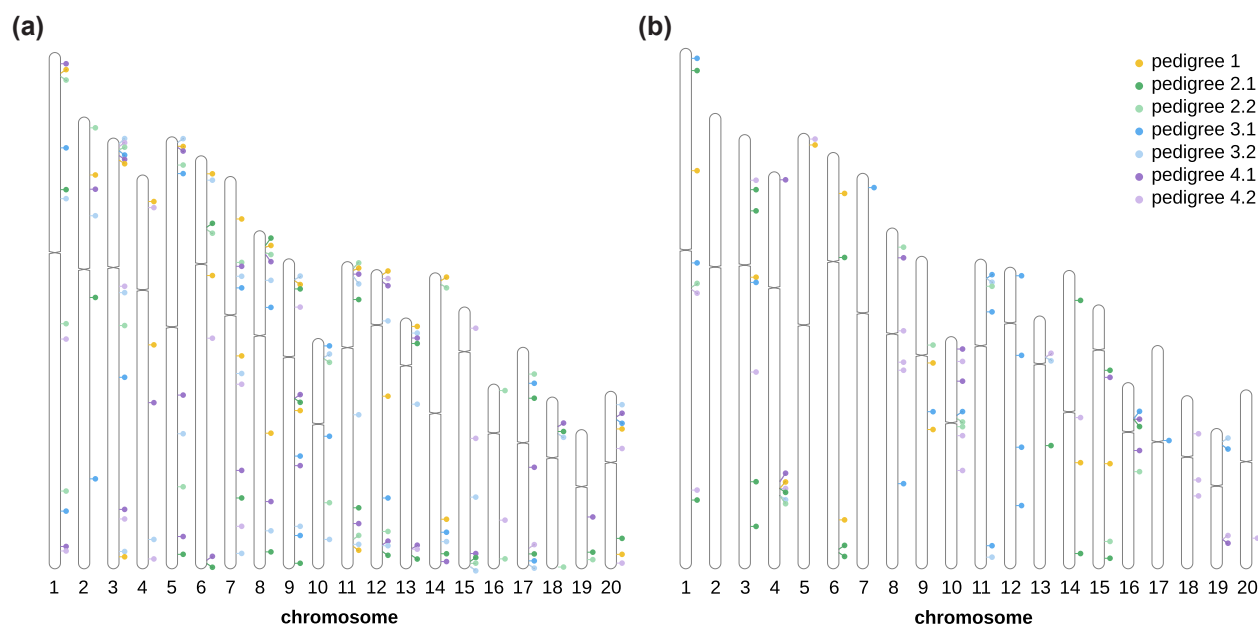 (a)
(b)
pedigree 1
pedigree 2.1
pedigree 2.2
pedigree 3.1
pedigree 3.2
pedigree 4.1
pedigree 4.2
1 2 3 4 5 6 7 8 9 10 11 12 13 14 15 16 17 18 19 20
chromosome
1 2 3 4 5 6 7 8 9 10 11 12 13 14 15 16 17 18 19 20
chromosome